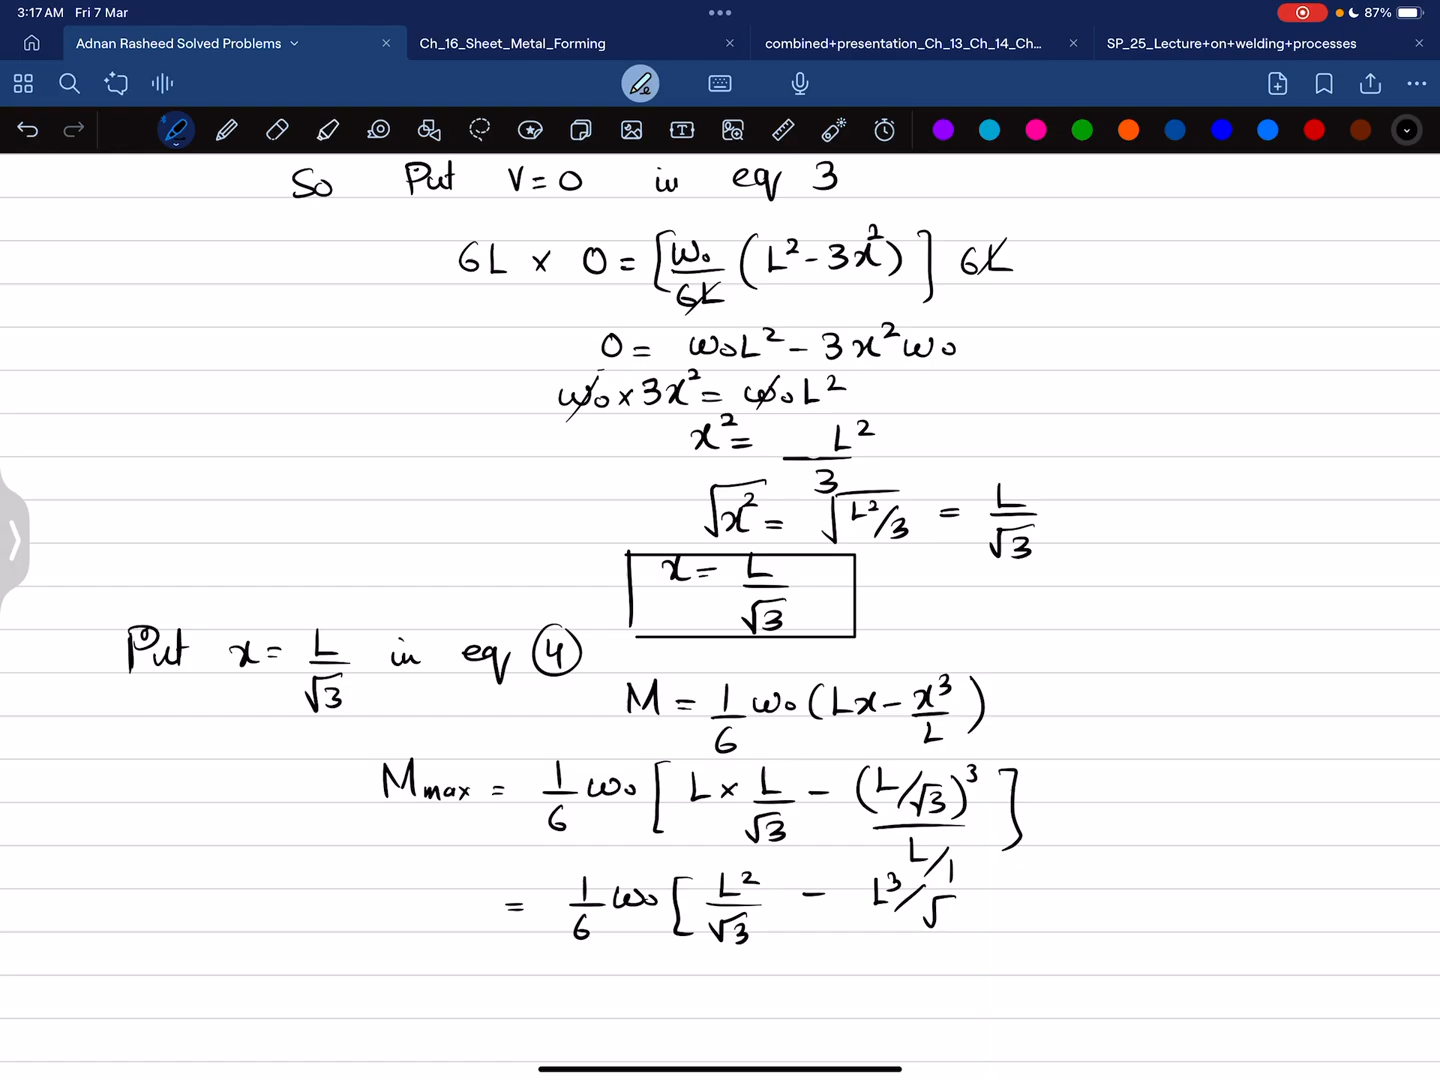 3:17 AM Fri 7 Mar 87%
Adnan Rasheed Solved Problems Ch_16_Sheet_Metal_Forming combined+presentation_Ch_13_Ch_14_Ch... SP_25_Lecture+on+welding+processes
So Put V=0 in eq 3
6L × 0 = [w₀/6L (L² - 3x²)] 6L
0 = w₀L² - 3x²w₀
w₀ × 3x² = w₀L²
x² = L²/3
√x² = √L²/3 = L/√3
x = L/√3
Put x = L/√3 in eq ④
M = 1/6 w₀ (Lx - x³/L)
Mmax = 1/6 w₀ [L × L/√3 - (L/√3)³/L/1]
= 1/6 w₀ [L²/√3 - L³/√